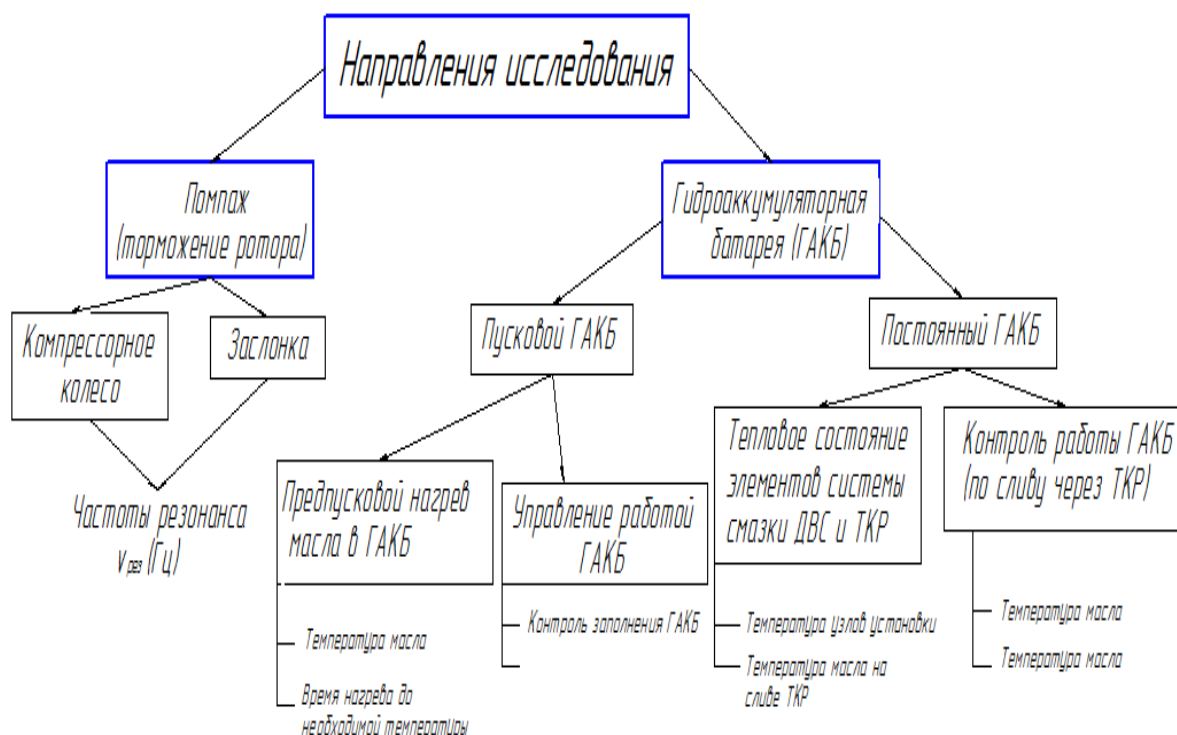 Направления исследования
Помпаж
(торможение ротора)
Гидроаккумуляторная
батарея (ГАКБ)
Компрессорное
колесо
Заслонка
Пусковой ГАКБ
Постоянный ГАКБ
Частоты резонанса
ν рез (Гц)
Предпусковой нагрев
масла в ГАКБ
Управление работой
ГАКБ
Тепловое состояние
элементов системы
смазки ДВС и ТКР
Контроль работы ГАКБ
(по сливу через ТКР)
Температура масла
Время нагрева до
необходимой температуры
Контроль заполнения ГАКБ
Температура узлов установки
Температура масла на
сливе ТКР
Температура масла
Температура масла